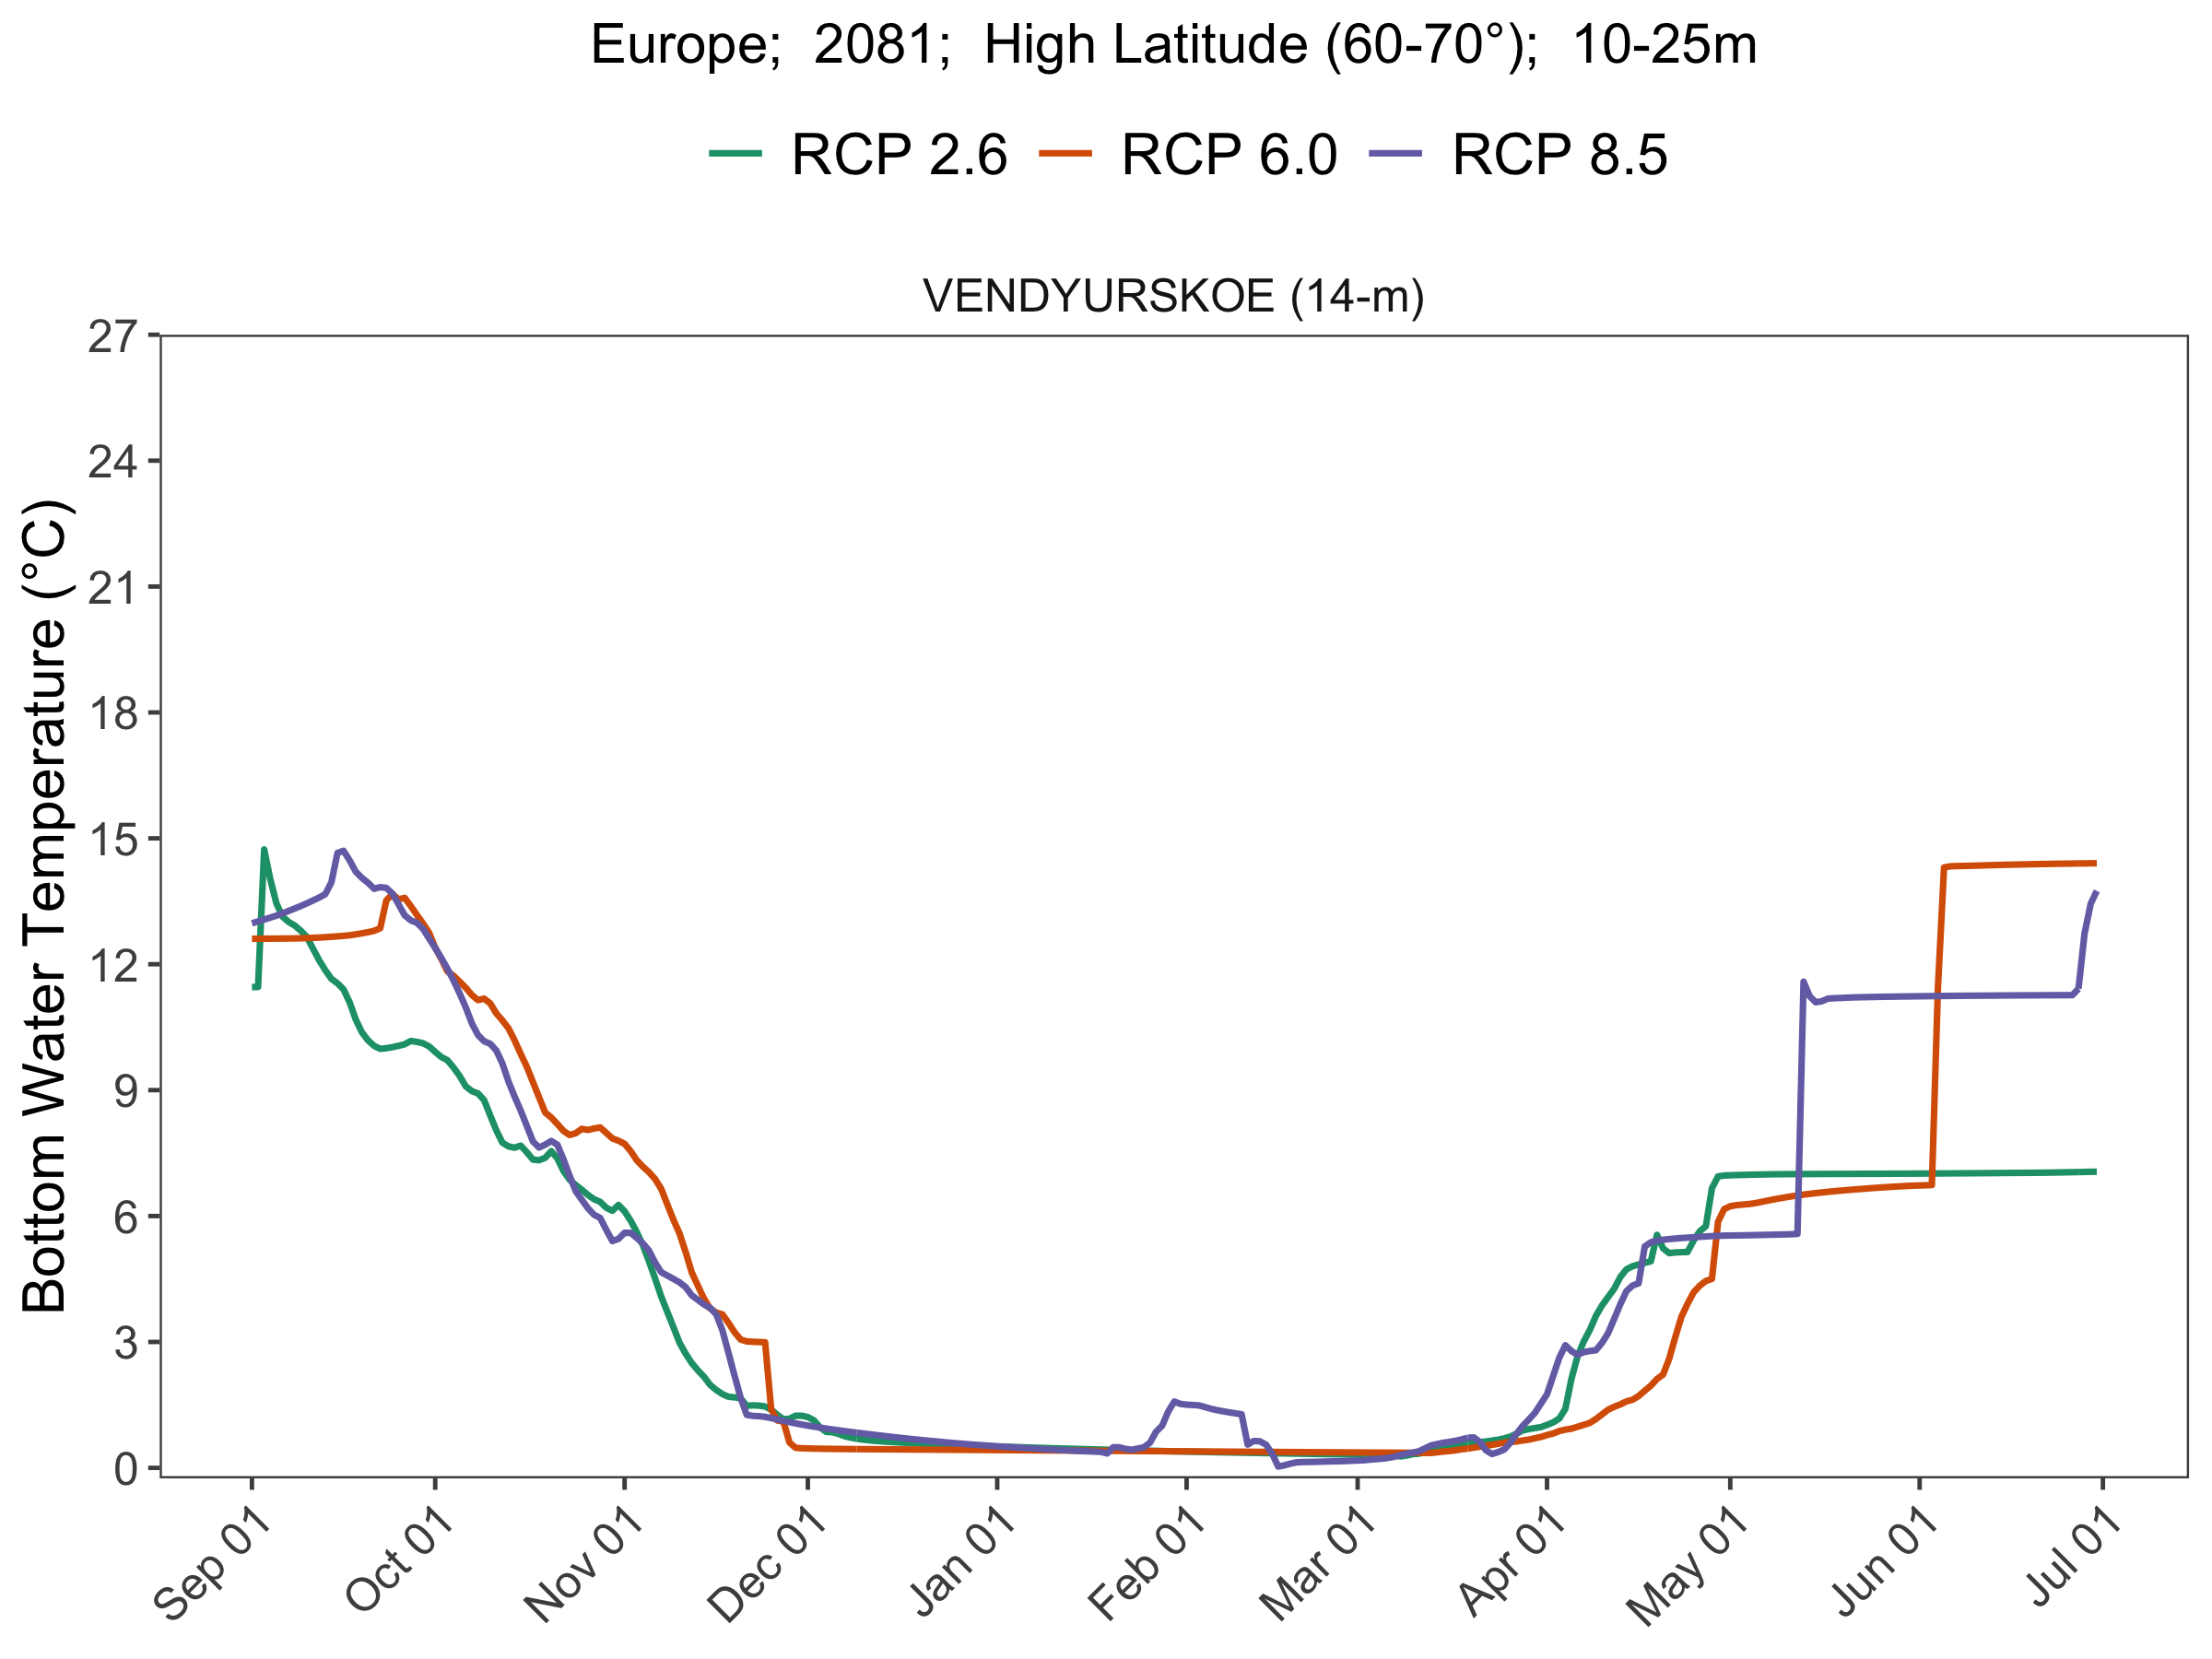 Europe; 2081; High Latitude (60-70°); 10-25m
RCP 2.6 RCP 6.0 RCP 8.5
VENDYURSKOE (14-m)
Bottom Water Temperature (°C)
27
24
21
18
15
12
9
6
3
0
Sep 01
Oct 01
Nov 01
Dec 01
Jan 01
Feb 01
Mar 01
Apr 01
May 01
Jun 01
Jul 01